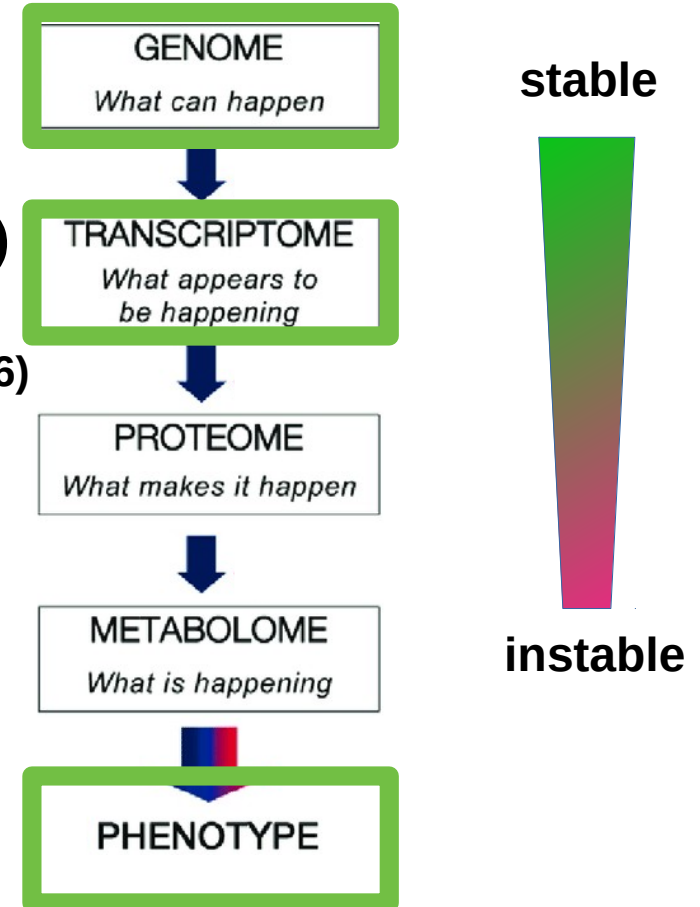 GENOME
What can happen
stable
)
TRANSCRIPTOME
What appears to
be happening
6)
PROTEOME
What makes it happen
METABOLOME
What is happening
instable
PHENOTYPE